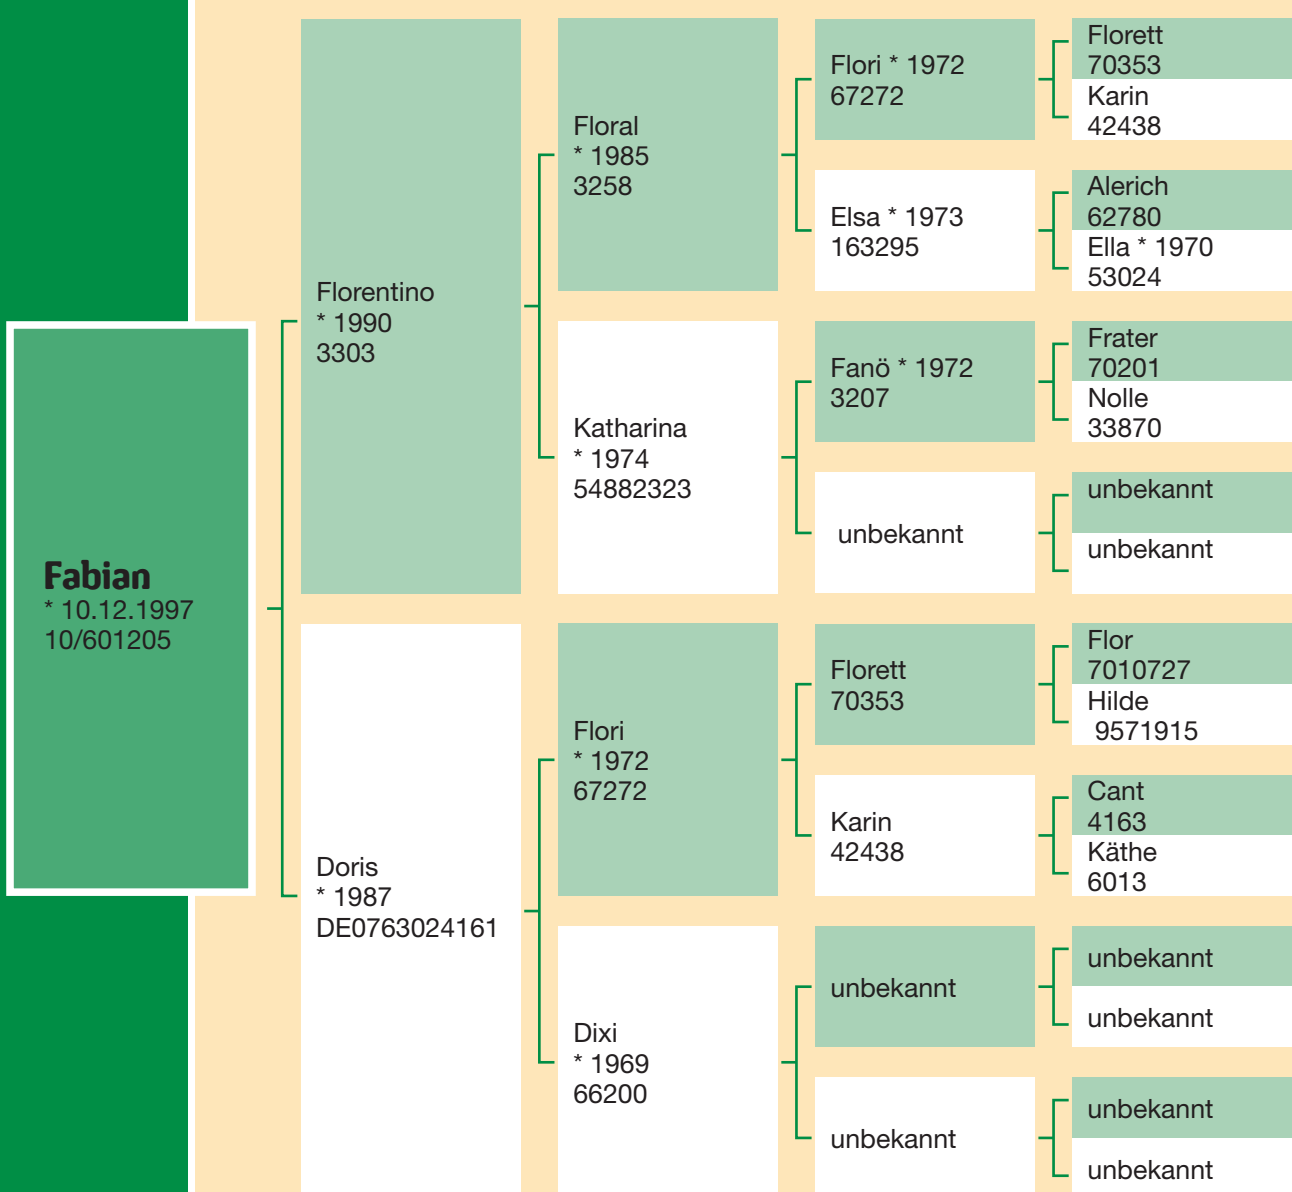 Fabian
* 10.12.1997
10/601205
Florentino
* 1990
3303
Doris
* 1987
DE0763024161
Floral
* 1985
3258
Katharina
* 1974
54882323
Flori
* 1972
67272
Dixi
* 1969
66200
Flori * 1972
67272
Elsa * 1973
163295
Fanö * 1972
3207
unbekannt
Florett
70353
Karin
42438
unbekannt
unbekannt
Florett
70353
Karin
42438
Alerich
62780
Ella * 1970
53024
Frater
70201
Nolle
33870
unbekannt
unbekannt
Flor
7010727
Hilde
9571915
Cant
4163
Käthe
6013
unbekannt
unbekannt
unbekannt
unbekannt